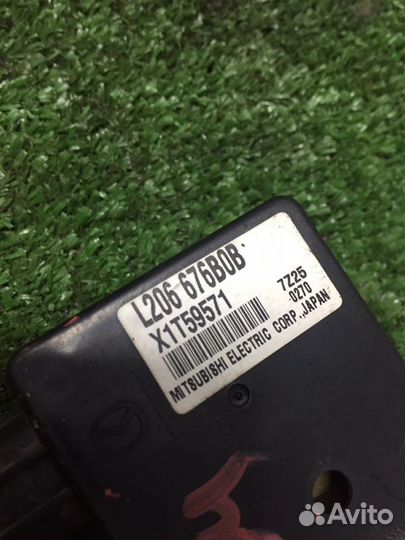 L206 676B0B
X1T59571
7Z25
0270
MITSUBISHI ELECTRIC CORP.,JAPAN
Avito